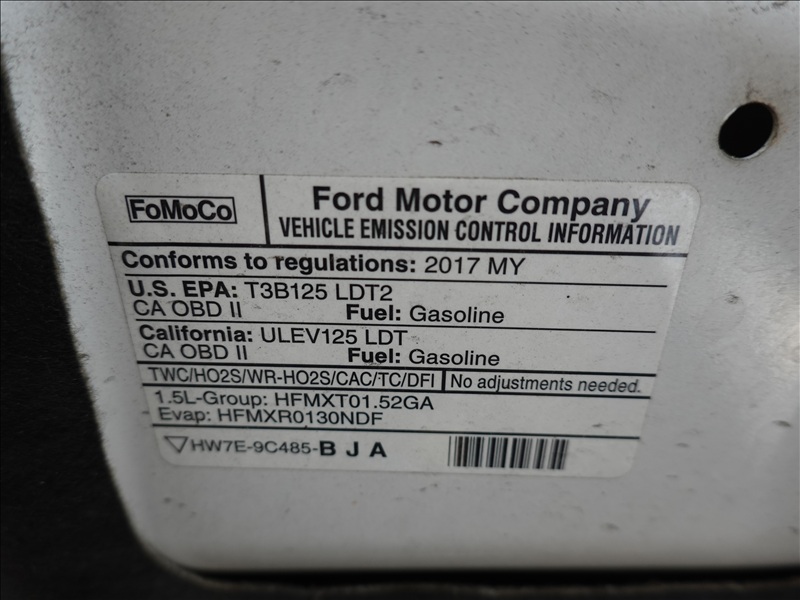 FoMoCo
Ford Motor Company
VEHICLE EMISSION CONTROL INFORMATION
Conforms to regulations: 2017 MY
U.S. EPA: T3B125 LDT2
CA OBD II Fuel: Gasoline
California: ULEV125 LDT
CA OBD II Fuel: Gasoline
TWC/HO2S/WR-HO2S/CAC/TC/DFI No adjustments needed.
1.5L-Group: HFMXT01.52GA
Evap: HFMXR0130NDF
HW7E-9C485-B J A